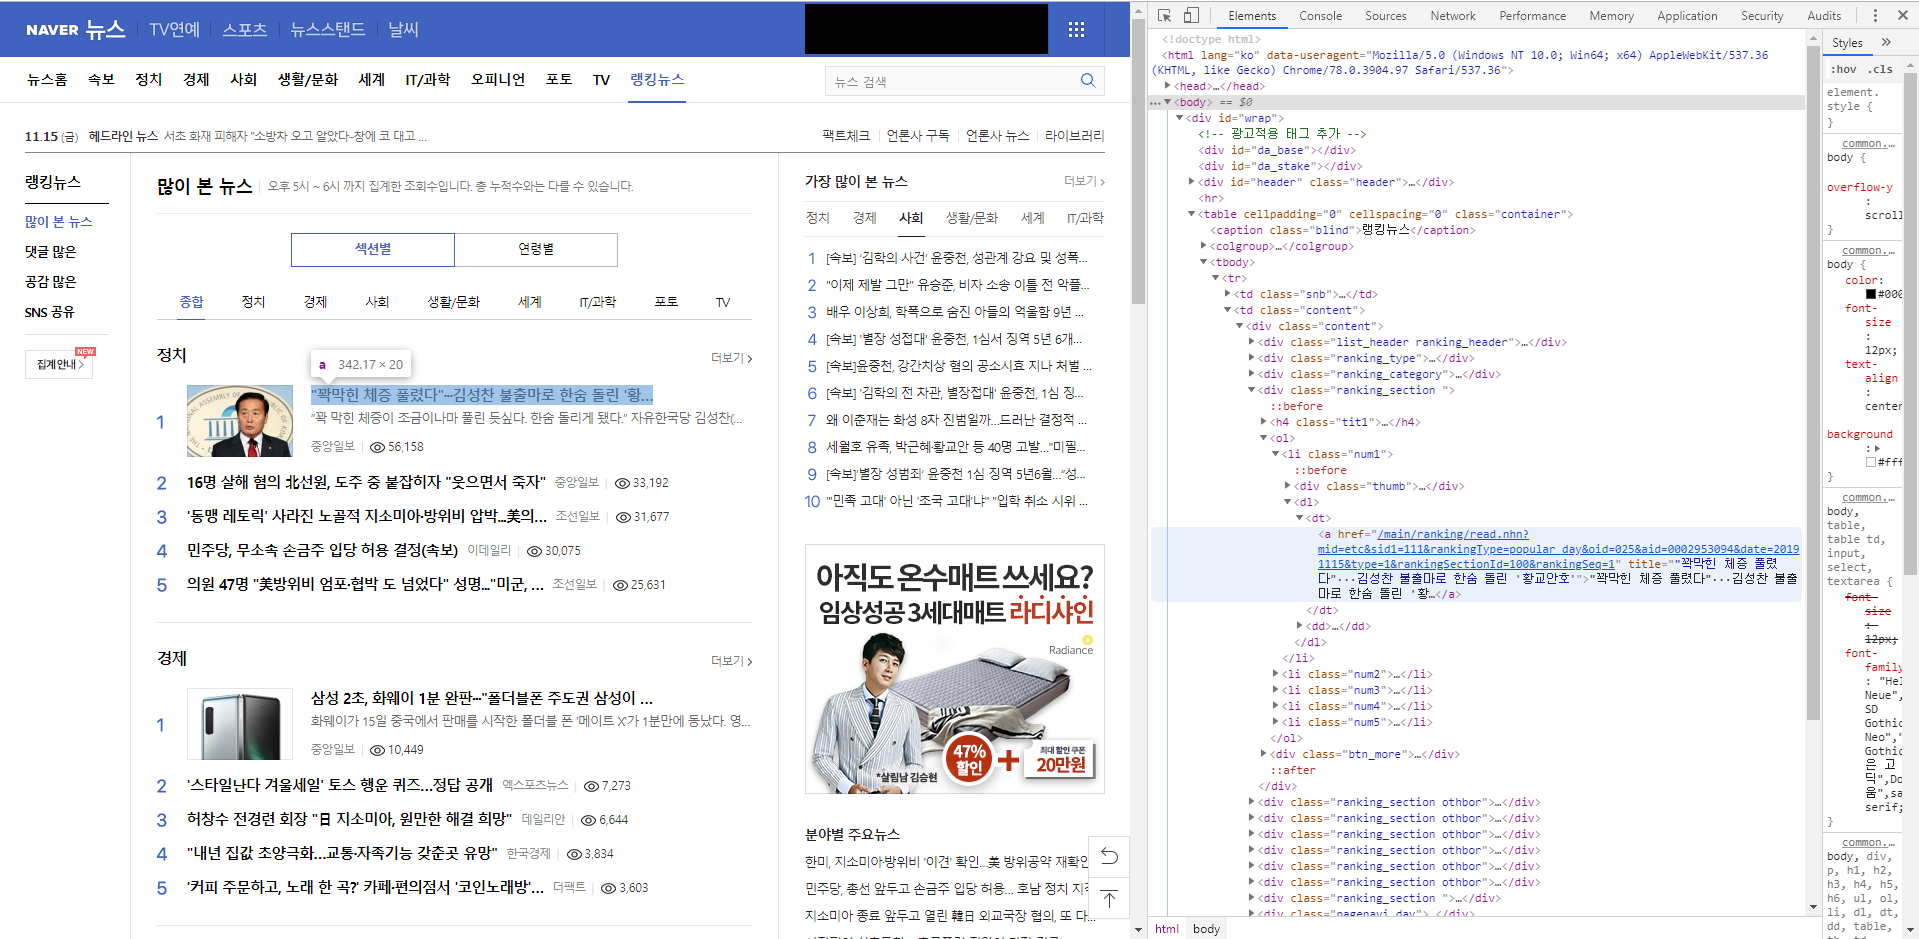 NAVER 뉴스 TV연예 스포츠 뉴스스탠드 날씨
뉴스홈 속보 정치 경제 사회 생활/문화 세계 IT/과학 오피니언 포토 TV 랭킹뉴스
뉴스 검색
11.15 (금) 헤드라인 뉴스 서초 화재 피해자 "소방차 오고 알았다~창에 코 대고 ...
팩트체크 언론사 구독 언론사 뉴스 라이브러리
랭킹뉴스
많이 본 뉴스
댓글 많은
공감 많은
SNS 공유
집계안내 >
NEW
많이 본 뉴스 오후 5시 ~ 6시 까지 집계한 조회수입니다. 총 누적수와는 다를 수 있습니다.
섹션별 연령별
종합 정치 경제 사회 생활/문화 세계 IT/과학 포토 TV
정치 더보기 >
a 342.17 × 20
1
"꽉막힌 체증 풀렸다"…김성찬 불출마로 한숨 돌린 '황...
"꽉 막힌 체증이 조금이나마 풀린 듯싶다. 한숨 돌리게 됐다." 자유한국당 김성찬(...
중앙일보 56,158
2 16명 살해 혐의 北선원, 도주 중 붙잡히자 "웃으면서 죽자" 중앙일보 33,192
3 '동맹 레토릭' 사라진 노골적 지소미아·방위비 압박...美의... 조선일보 31,677
4 민주당, 무소속 손금주 입당 허용 결정(속보) 이데일리 30,075
5 의원 47명 "美방위비 엄포·협박 도 넘었다" 성명..."미군, ... 조선일보 25,631
경제 더보기 >
1
삼성 2초, 화웨이 1분 완판…"폴더블폰 주도권 삼성이 ...
화웨이가 15일 중국에서 판매를 시작한 폴더블 폰 '메이트 X'가 1분만에 동났다. 영...
중앙일보 10,449
2 '스타일난다 겨울세일' 토스 행운 퀴즈...정답 공개 엑스포츠뉴스 7,273
3 허창수 전경련 회장 "日 지소미아, 원만한 해결 희망" 데일리안 6,644
4 "내년 집값 초양극화...교통·자족기능 갖춘곳 유망" 한국경제 3,834
5 '커피 주문하고, 노래 한 곡?' 카페·편의점서 '코인노래방'... 더팩트 3,603
가장 많이 본 뉴스 더보기 >
정치 경제 사회 생활/문화 세계 IT/과학
1 [속보] '김학의 사건' 윤중천, 성관계 강요 및 성폭...
2 "이제 제발 그만" 유승준, 비자 소송 이틀 전 악플...
3 배우 이상희, 학폭으로 숨진 아들의 억울함 9년 ...
4 [속보] '별장 성접대' 윤중천, 1심서 징역 5년 6개...
5 [속보]윤중천, 강간치상 혐의 공소시효 지나 처벌 ...
6 [속보] '김학의 전 차관, 별장접대' 윤중천, 1심 징...
7 왜 이춘재는 화성 8차 진범일까...드러난 결정적 ...
8 세월호 유족, 박근혜·황교안 등 40명 고발..."미필...
9 [속보]'별장 성범죄' 윤중천 1심 징역 5년6월..."성...
10 "'민족 고대' 아닌 '조국 고대'냐" "입학 취소 시위 ...
아직도 온수매트 쓰세요?
임상성공 3세대매트 라디샤인
Radiance
*살림남 김승현
47% 할인
+
최대 할인 쿠폰
20만원
분야별 주요뉴스
한미, 지소미아·방위비 '이견' 확인...美 방위공약 재확인
민주당, 총선 앞두고 손금주 입당 허용... 호남 정치 지
지소미아 종료 앞두고 열린 韓日 외교국장 협의, 또 다...
Elements Console Sources Network Performance Memory Application Security Audits
<!doctype html>
<html lang="ko" data-useragent="Mozilla/5.0 (Windows NT 10.0; Win64; x64) AppleWebKit/537.36
(KHTML, like Gecko) Chrome/78.0.3904.97 Safari/537.36">
<head>…</head>
…<body> == $0
<div id="wrap">
<!-- 광고적용 태그 추가 -->
<div id="da_base"></div>
<div id="da_stake"></div>
<div id="header" class="header">…</div>
<hr>
<table cellpadding="0" cellspacing="0" class="container">
<caption class="blind">랭킹뉴스</caption>
<colgroup>…</colgroup>
<tbody>
<tr>
<td class="snb">…</td>
<td class="content">
<div class="content">
<div class="list_header ranking_header">…</div>
<div class="ranking_type">…</div>
<div class="ranking_category">…</div>
<div class="ranking_section ">
::before
<h4 class="tit1">…</h4>
<ol>
<li class="num1">
::before
<div class="thumb">…</div>
<dl>
<dt>
<a href="/main/ranking/read.nhn?
mid=etc&sid1=111&rankingType=popular_day&oid=025&aid=0002953094&date=2019
1115&type=1&rankingSectionId=100&rankingSeq=1" title=""꽉막힌 체증 풀렸
다"···김성찬 불출마로 한숨 돌린 '황교안호'">"꽉막힌 체증 풀렸다"···김성찬 불출
마로 한숨 돌린 '황…</a>
</dt>
<dd>…</dd>
</dl>
</li>
<li class="num2">…</li>
<li class="num3">…</li>
<li class="num4">…</li>
<li class="num5">…</li>
</ol>
<div class="btn_more">…</div>
::after
</div>
<div class="ranking_section othbor">…</div>
<div class="ranking_section othbor">…</div>
<div class="ranking_section othbor">…</div>
<div class="ranking_section othbor">…</div>
<div class="ranking_section othbor">…</div>
<div class="ranking_section othbor">…</div>
<div class="ranking_section ">…</div>
<div class="pagenavi_day">…</div>
html body
Styles »
:hov .cls
element.
style {
}
common.…
body {
overflow-y
:
scroll
}
common.…
body {
color:
#000
font-
size
:
12px;
text-
align
:
center
background
:
#fff
}
common.…
body,
table,
table td,
input,
select,
textarea {
font-
size
:
12px;
font-
family
: "Hel
Neue",
SD
Gothic
Neo","
Gothic
은 고
딕",Do
움",sa
serif;
}
common.…
body, div,
p, h1, h2,
h3, h4, h5,
h6, ul, ol,
li, dl, dt,
dd, table,